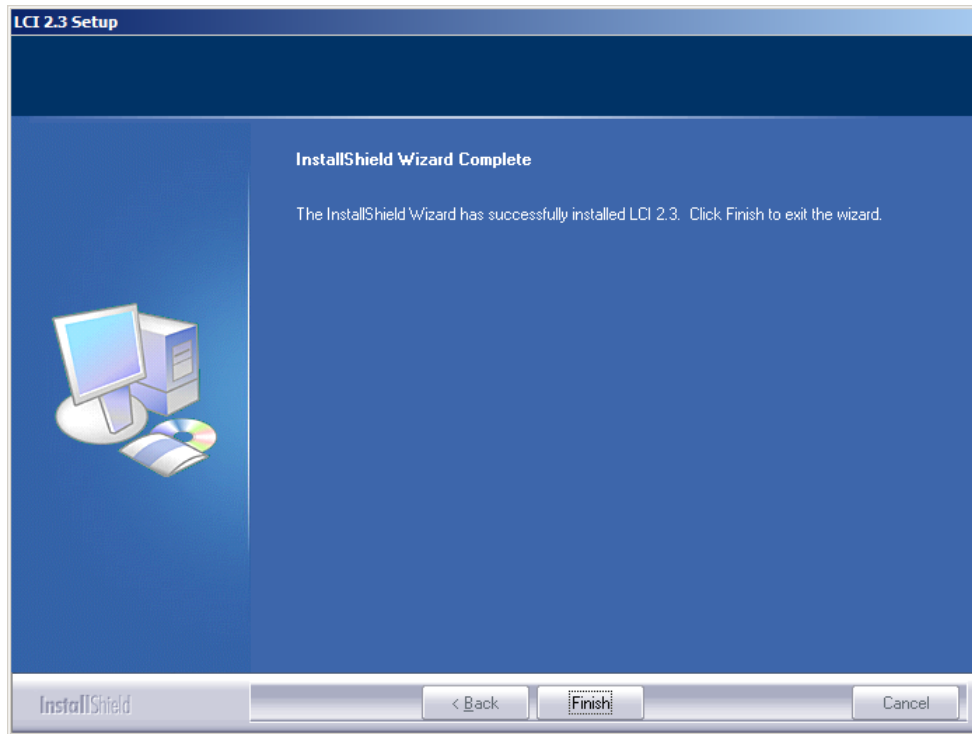 LCI 2.3 Setup
InstallShield Wizard Complete
The InstallShield Wizard has successfully installed LCI 2.3. Click Finish to exit the wizard.
InstallShield
< Back
Finish
Cancel